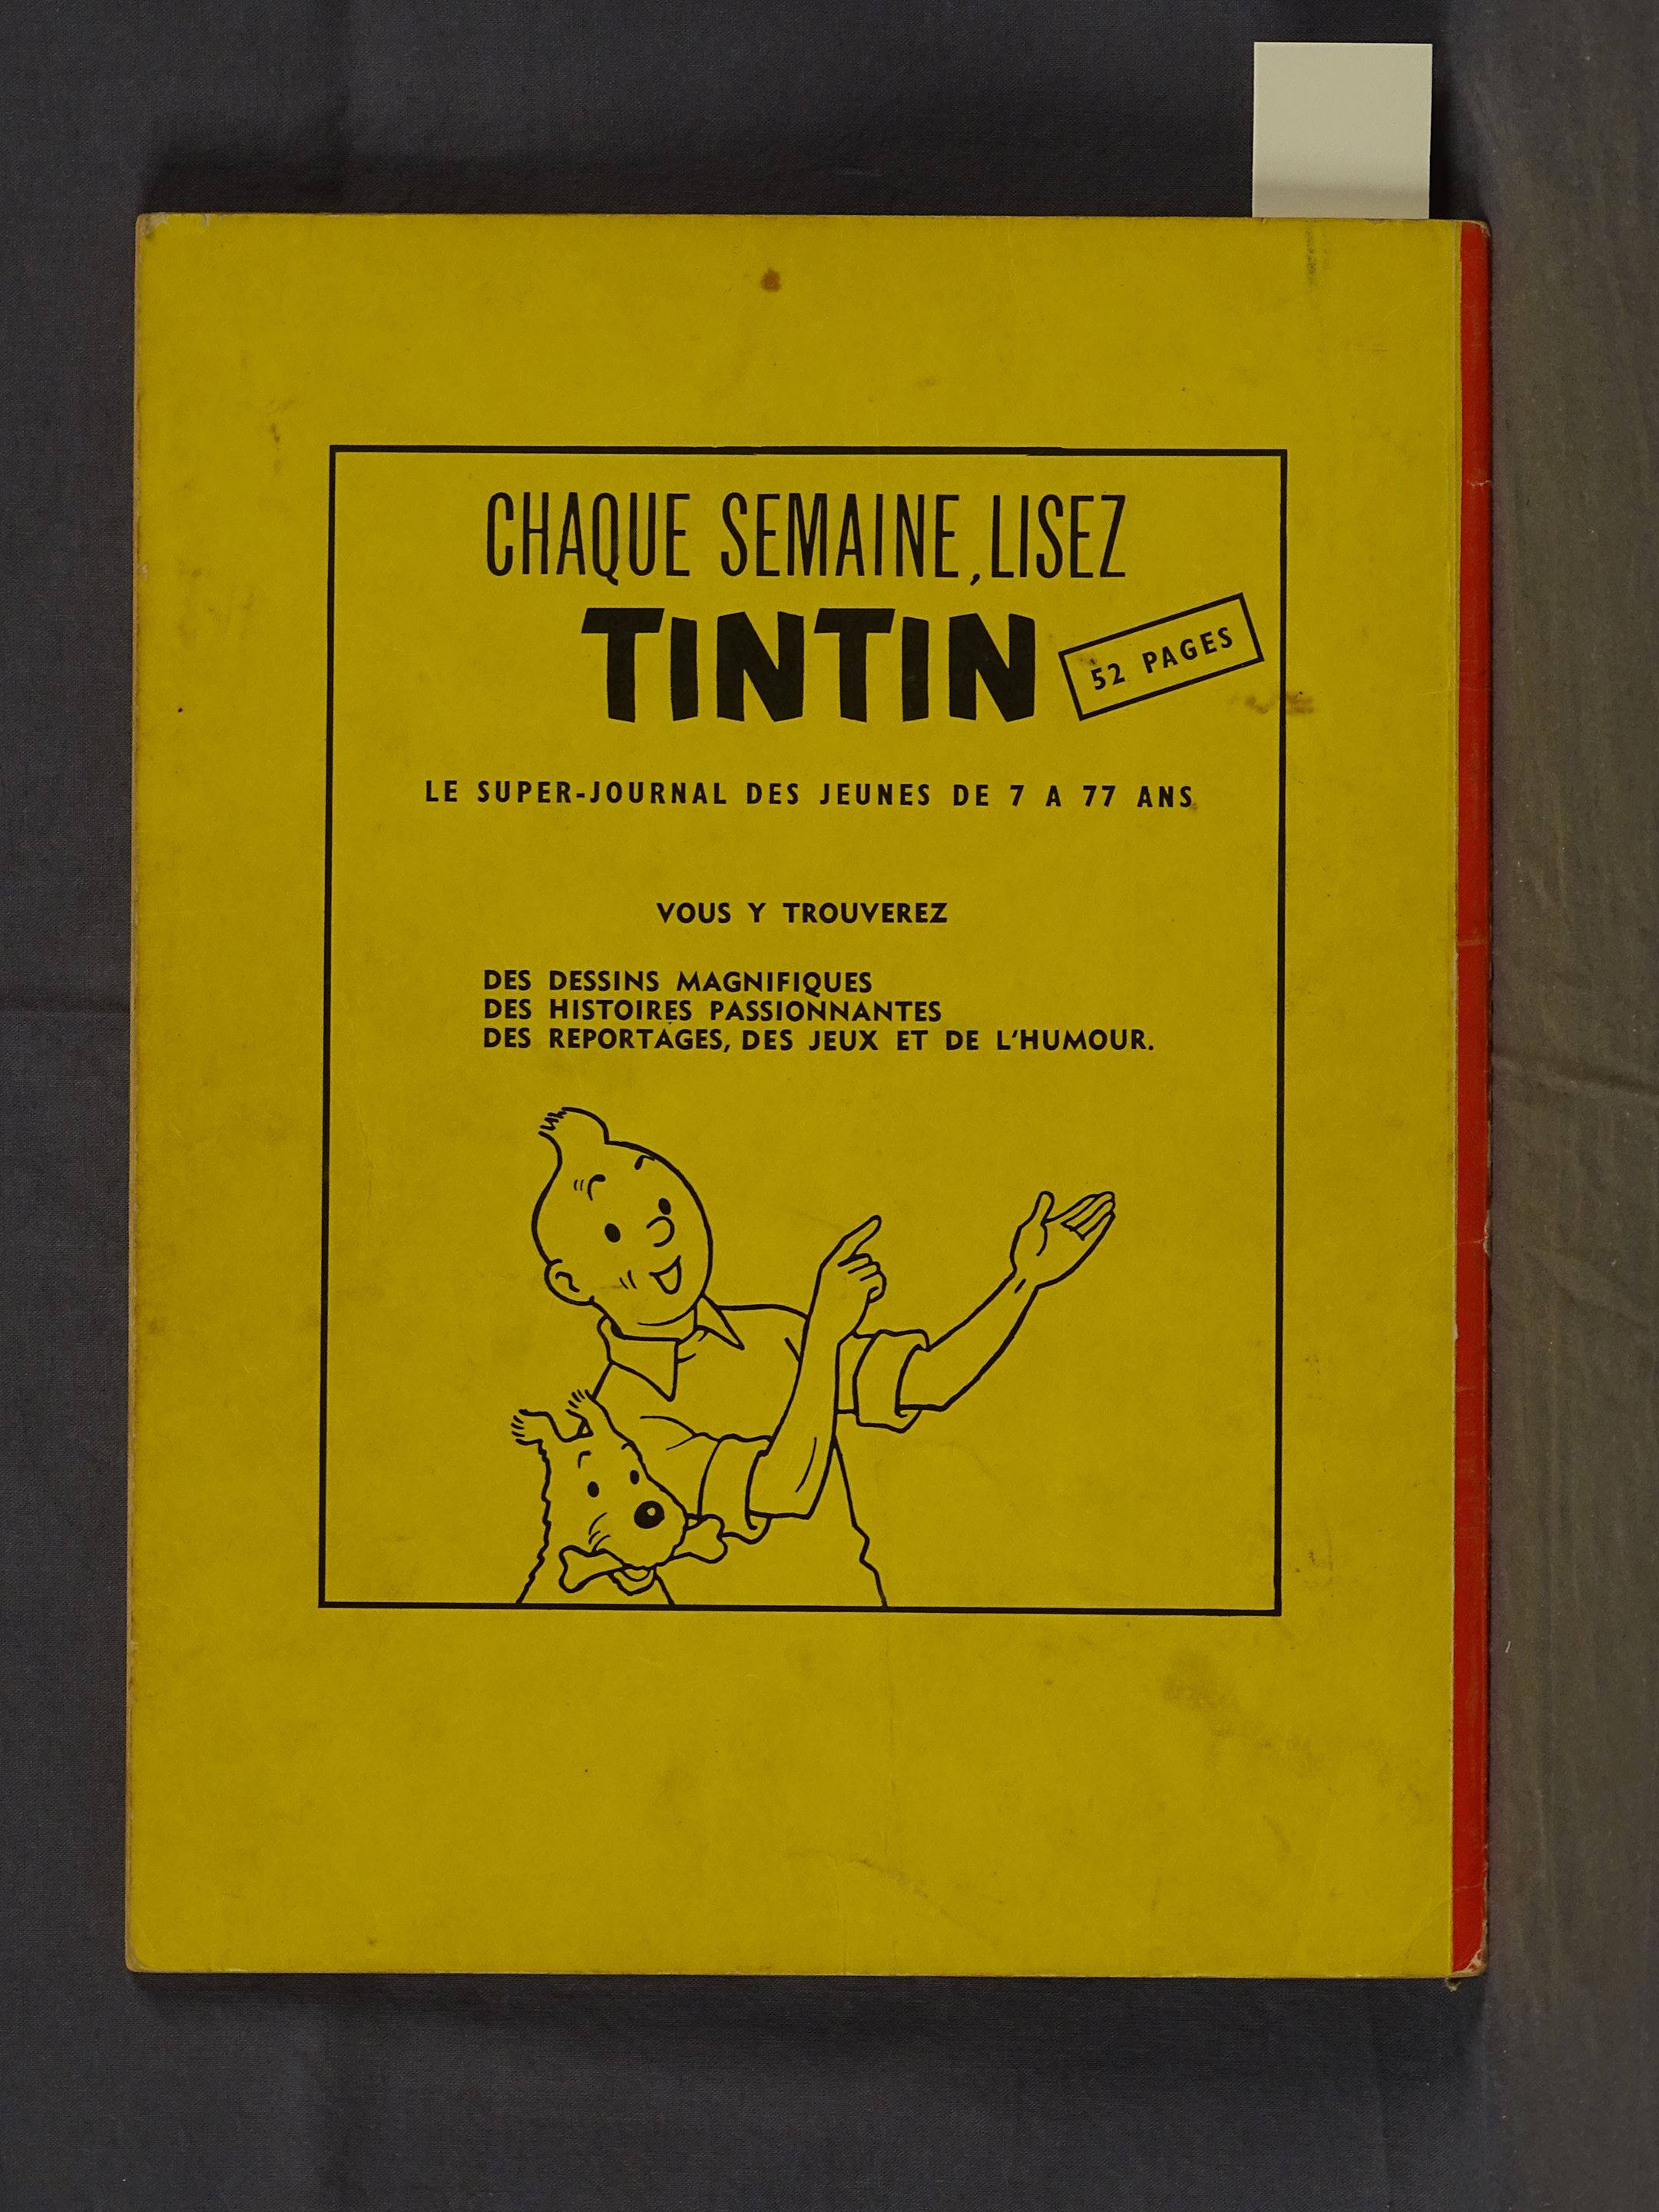 CHAQUE SEMAINE, LISEZ
TINTIN
52 PAGES
LE SUPER-JOURNAL DES JEUNES DE 7 A 77 ANS
VOUS Y TROUVEREZ
DES DESSINS MAGNIFIQUES
DES HISTOIRES PASSIONNANTES
DES REPORTAGES, DES JEUX ET DE L'HUMOUR.